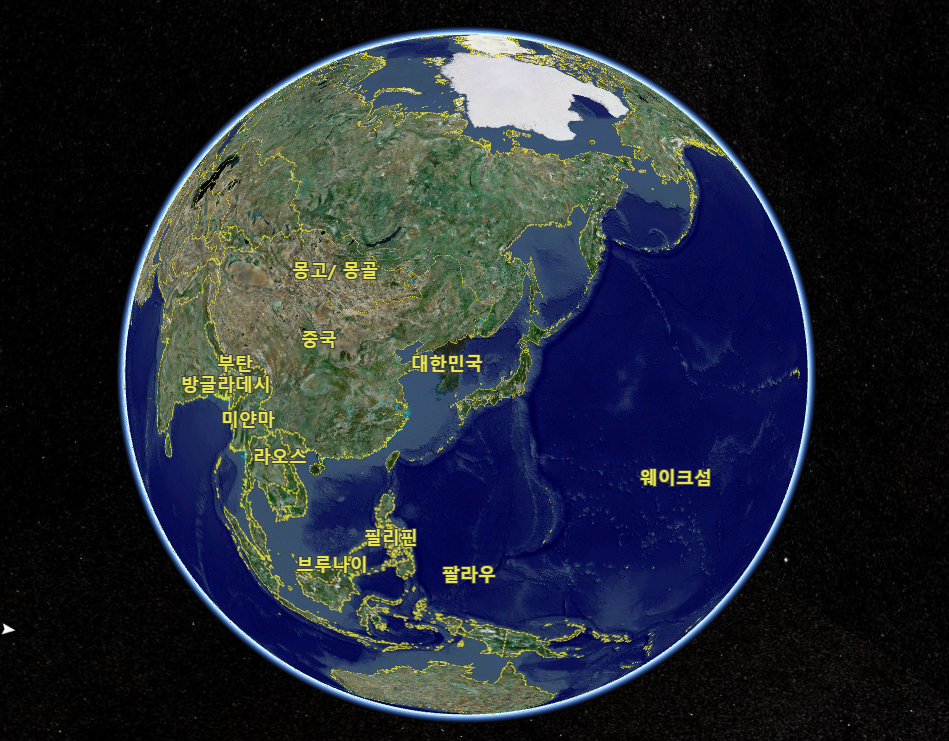 몽고/ 몽골
중국
대한민국
부탄
방글라데시
미얀마
라오스
웨이크섬
필리핀
브루나이
팔라우